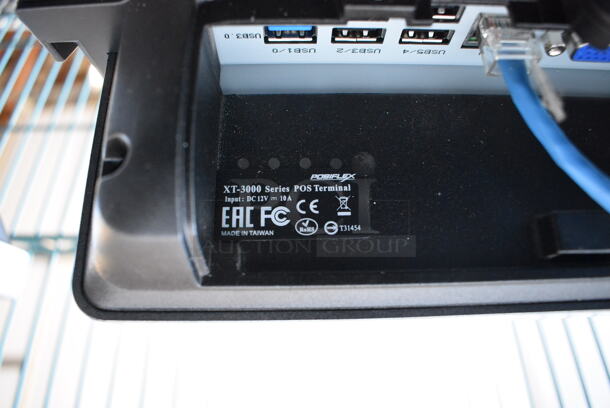 USB3.0
USB1/0
USB3/2
USB5/4
POSIFLEX
XT-3000 Series POS Terminal
Input: DC 12V ⎓ 10A
EAC FC CE
MADE IN TAIWAN
RoHS
T31454
AUCTION GROUP